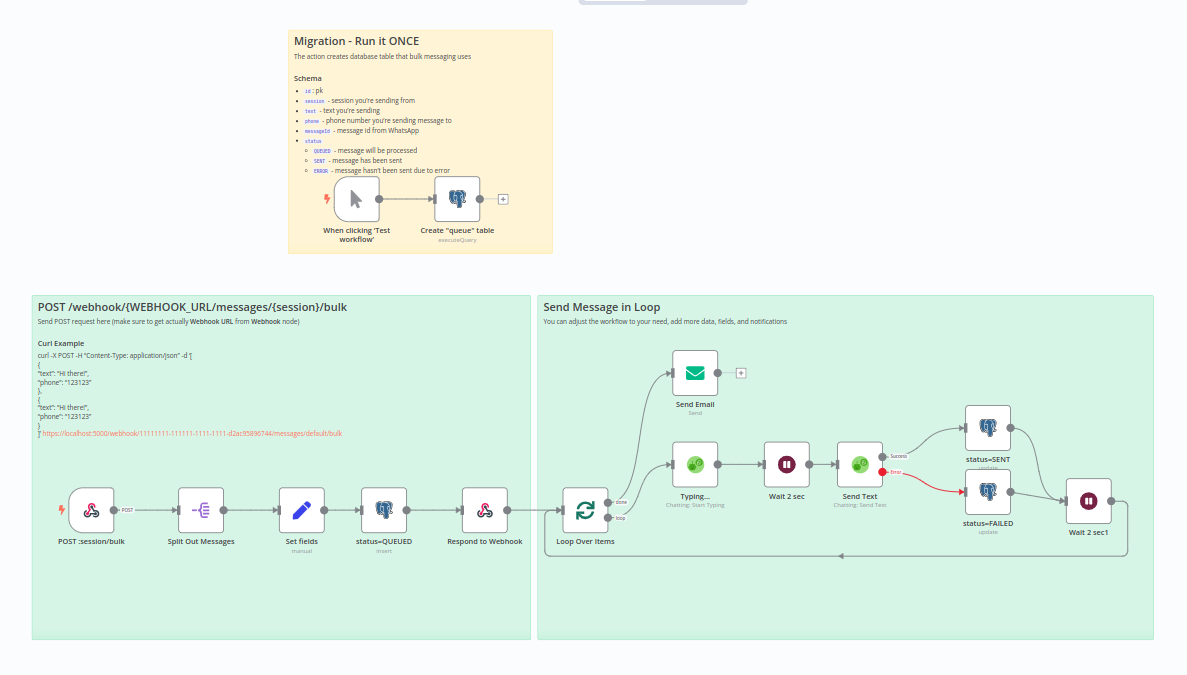 Migration - Run it ONCE
The action creates database table that bulk messaging uses
Schema
id : pk
session - session you're sending from
text - text you're sending
phone - phone number you're sending message to
messageId - message id from WhatsApp
status
QUEUED - message will be processed
SENT - message has been sent
ERROR - message hasn't been sent due to error
When clicking 'Test
workflow'
Create "queue" table
executeQuery
POST /webhook/{WEBHOOK_URL/messages/{session}/bulk
Send POST request here (make sure to get actually Webhook URL from Webhook node)
Curl Example
curl -X POST -H "Content-Type: application/json" -d '[
{
"text": "Hi there!",
"phone": "123123"
},
{
"text": "Hi there!",
"phone": "123123"
}
]' https://localhost:5000/webhook/11111111-111111-1111-1111-d2ac95896744/messages/default/bulk
POST
POST :session/bulk
Split Out Messages
Set fields
manual
status=QUEUED
insert
Respond to Webhook
Send Message in Loop
You can adjust the workflow to your need, add more data, fields, and notifications
Send Email
Send
done
loop
Loop Over Items
Typing...
Chatting: Start Typing
Wait 2 sec
Success
Error
Send Text
Chatting: Send Text
status=SENT
update
status=FAILED
update
Wait 2 sec1